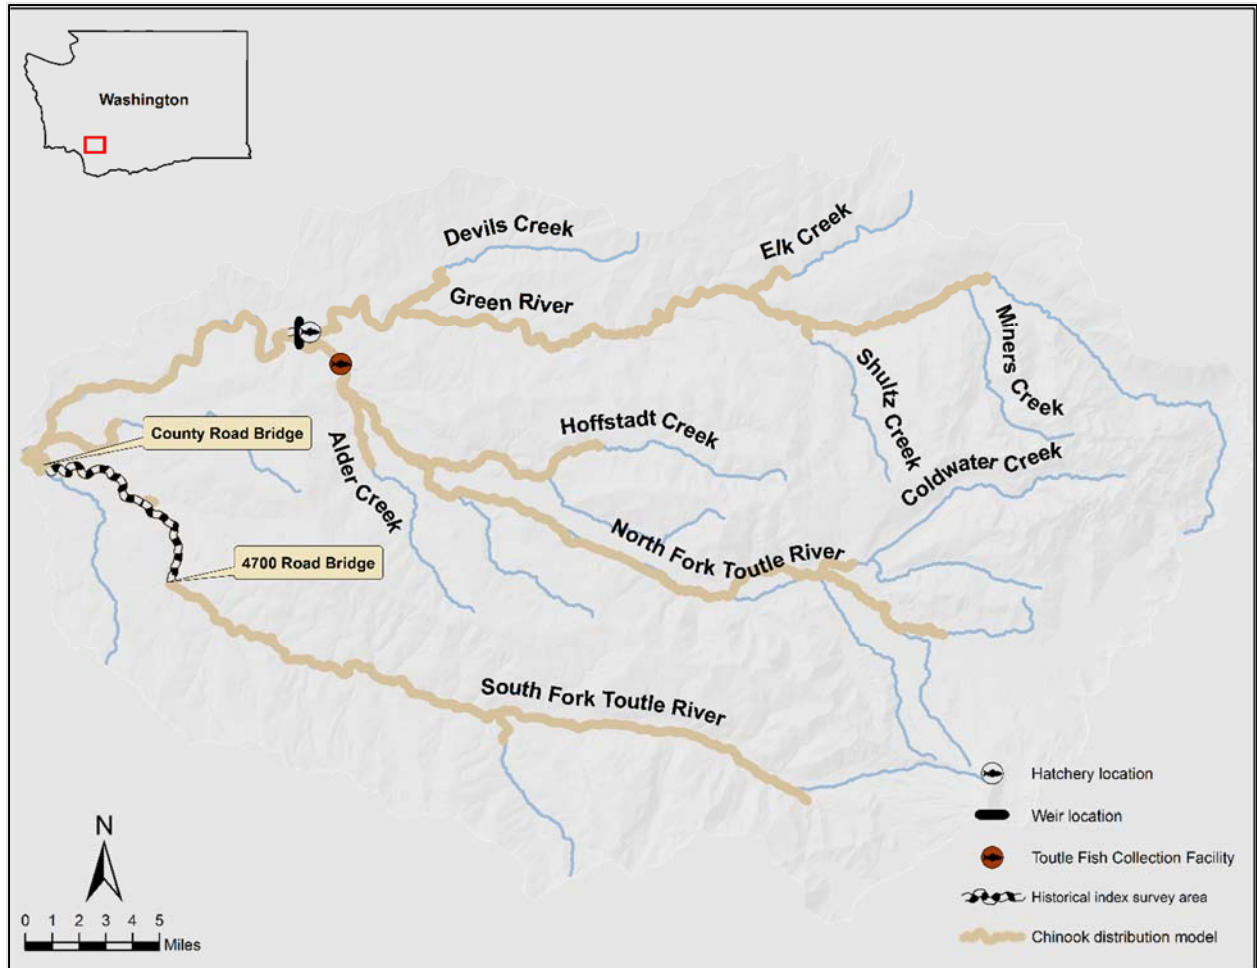 Washington
Devils Creek
Elk Creek
Green River
Miners Creek
Shultz Creek
County Road Bridge
Hoffstadt Creek
Alder Creek
Coldwater Creek
North Fork Toutle River
4700 Road Bridge
South Fork Toutle River
Hatchery location
Weir location
Toutle Fish Collection Facility
Historical index survey area
Chinook distribution model
N
0 1 2 3 4 5
Miles